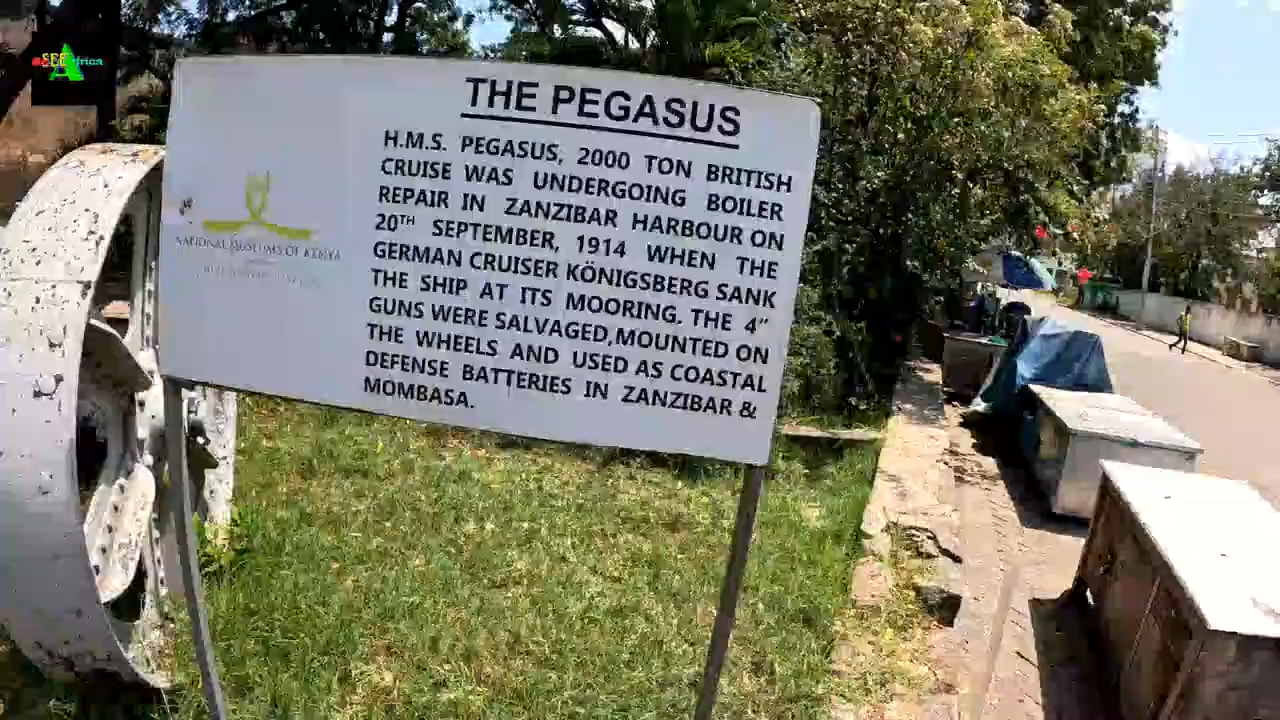 SEE Africa
THE PEGASUS
H.M.S. PEGASUS, 2000 TON BRITISH
CRUISE WAS UNDERGOING BOILER
REPAIR IN ZANZIBAR HARBOUR ON
20TH SEPTEMBER, 1914 WHEN THE
GERMAN CRUISER KÖNIGSBERG SANK
THE SHIP AT ITS MOORING. THE 4"
GUNS WERE SALVAGED,MOUNTED ON
THE WHEELS AND USED AS COASTAL
DEFENSE BATTERIES IN ZANZIBAR &
MOMBASA.
NATIONAL MUSEUMS OF KENYA